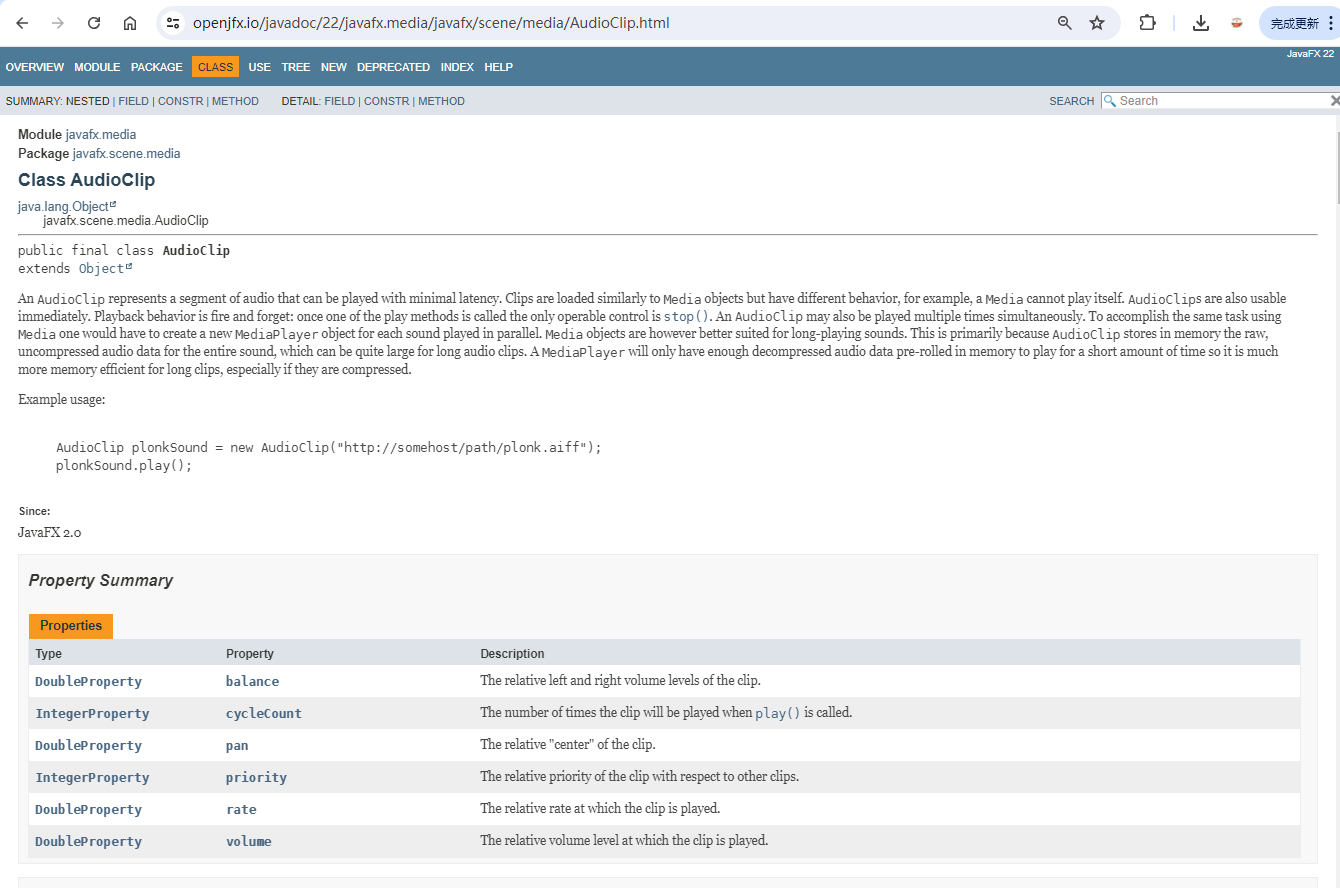 openjfx.io/javadoc/22/javafx.media/javafx/scene/media/AudioClip.html
完成更新
OVERVIEW MODULE PACKAGE CLASS USE TREE NEW DEPRECATED INDEX HELP
JavaFX 22
SUMMARY: NESTED | FIELD | CONSTR | METHOD DETAIL: FIELD | CONSTR | METHOD
SEARCH Search
Module javafx.media
Package javafx.scene.media
Class AudioClip
java.lang.Object
javafx.scene.media.AudioClip
public final class AudioClip
extends Object
An AudioClip represents a segment of audio that can be played with minimal latency. Clips are loaded similarly to Media objects but have different behavior, for example, a Media cannot play itself. AudioClips are also usable
immediately. Playback behavior is fire and forget: once one of the play methods is called the only operable control is stop(). An AudioClip may also be played multiple times simultaneously. To accomplish the same task using
Media one would have to create a new MediaPlayer object for each sound played in parallel. Media objects are however better suited for long-playing sounds. This is primarily because AudioClip stores in memory the raw,
uncompressed audio data for the entire sound, which can be quite large for long audio clips. A MediaPlayer will only have enough decompressed audio data pre-rolled in memory to play for a short amount of time so it is much
more memory efficient for long clips, especially if they are compressed.
Example usage:
AudioClip plonkSound = new AudioClip("http://somehost/path/plonk.aiff");
plonkSound.play();
Since:
JavaFX 2.0
Property Summary
Properties
Type Property Description
DoubleProperty balance The relative left and right volume levels of the clip.
IntegerProperty cycleCount The number of times the clip will be played when play() is called.
DoubleProperty pan The relative "center" of the clip.
IntegerProperty priority The relative priority of the clip with respect to other clips.
DoubleProperty rate The relative rate at which the clip is played.
DoubleProperty volume The relative volume level at which the clip is played.